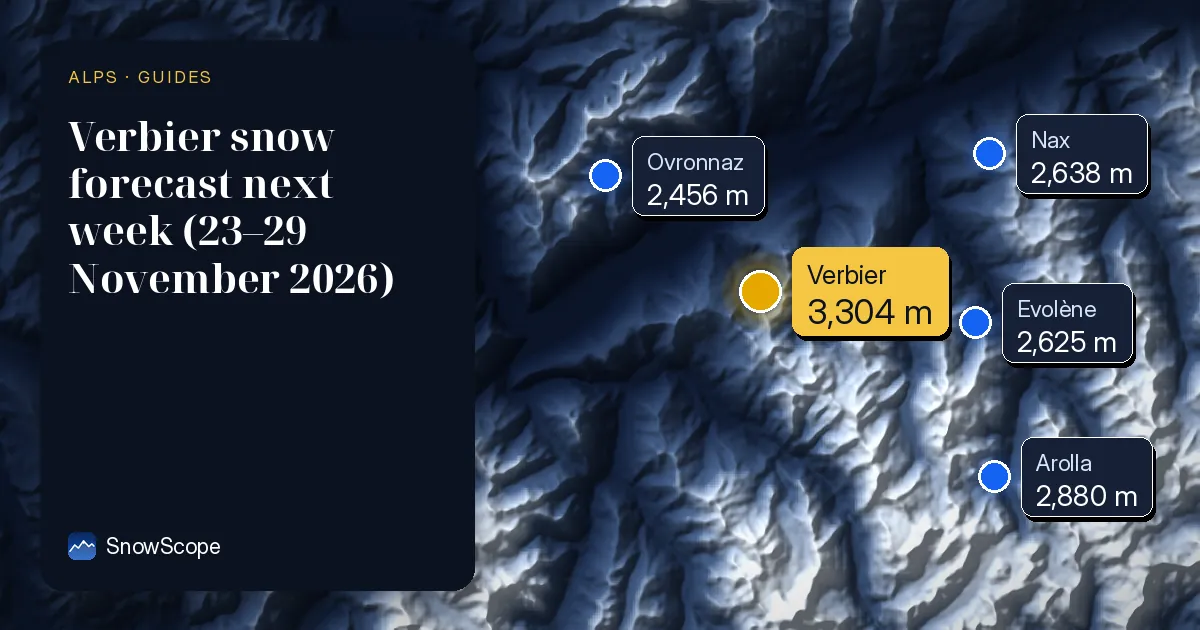 ALPS · GUIDES
Verbier snow
forecast next
week (23–29
November 2026)
SnowScope
Ovronnaz
2,456 m
Nax
2,638 m
Verbier
3,304 m
Evolène
2,625 m
Arolla
2,880 m